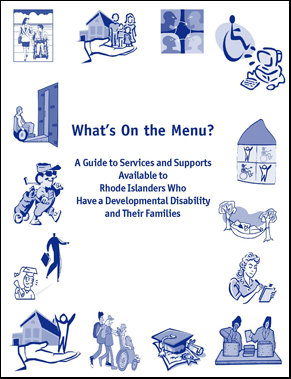 What's On the Menu?
A Guide to Services and Supports
Available to
Rhode Islanders Who
Have a Developmental Disability
and Their Families